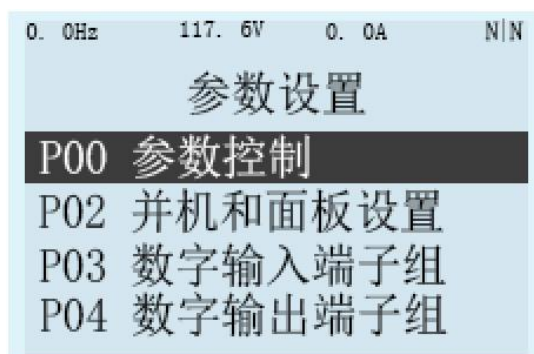 0. 0Hz 117. 6V 0. 0A N|N
参数设置
P00 参数控制
P02 并机和面板设置
P03 数字输入端子组
P04 数字输出端子组